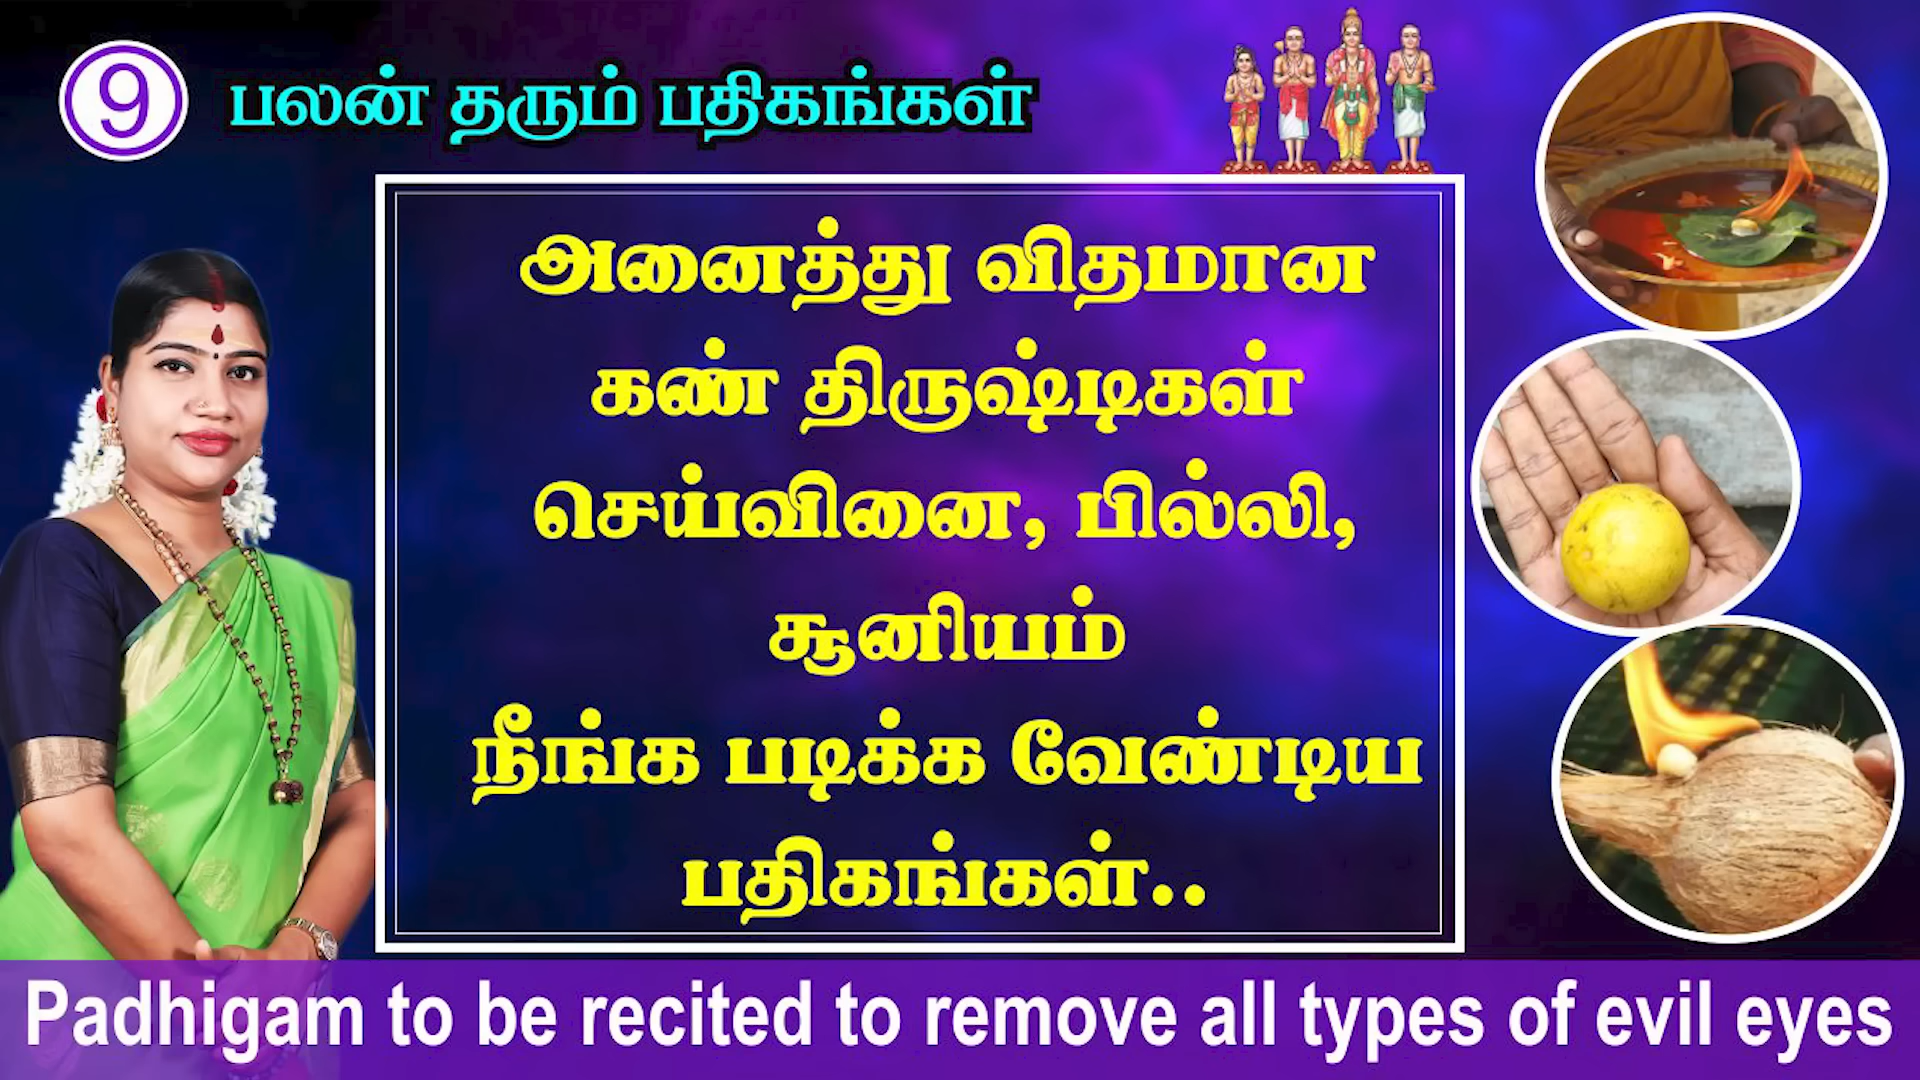 9 பலன் தரும் பதிகங்கள்
அனைத்து விதமான
கண் திருஷ்டிகள்
செய்வினை, பில்லி,
சூனியம்
நீங்க படிக்க வேண்டிய
பதிகங்கள்..
Padhigam to be recited to remove all types of evil eyes